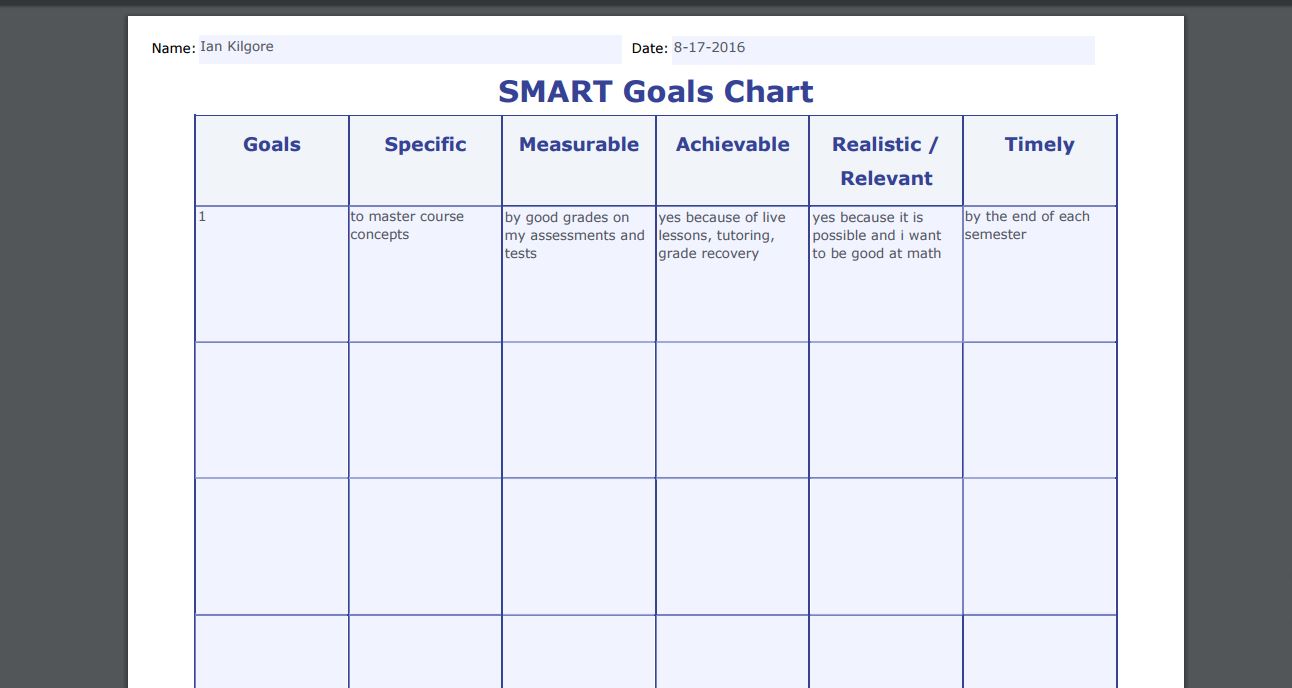 Name: Ian Kilgore Date: 8-17-2016
SMART Goals Chart
Goals Specific Measurable Achievable Realistic / Relevant Timely
1
to master course
concepts
by good grades on
my assessments and
tests
yes because of live
lessons, tutoring,
grade recovery
yes because it is
possible and i want
to be good at math
by the end of each
semester